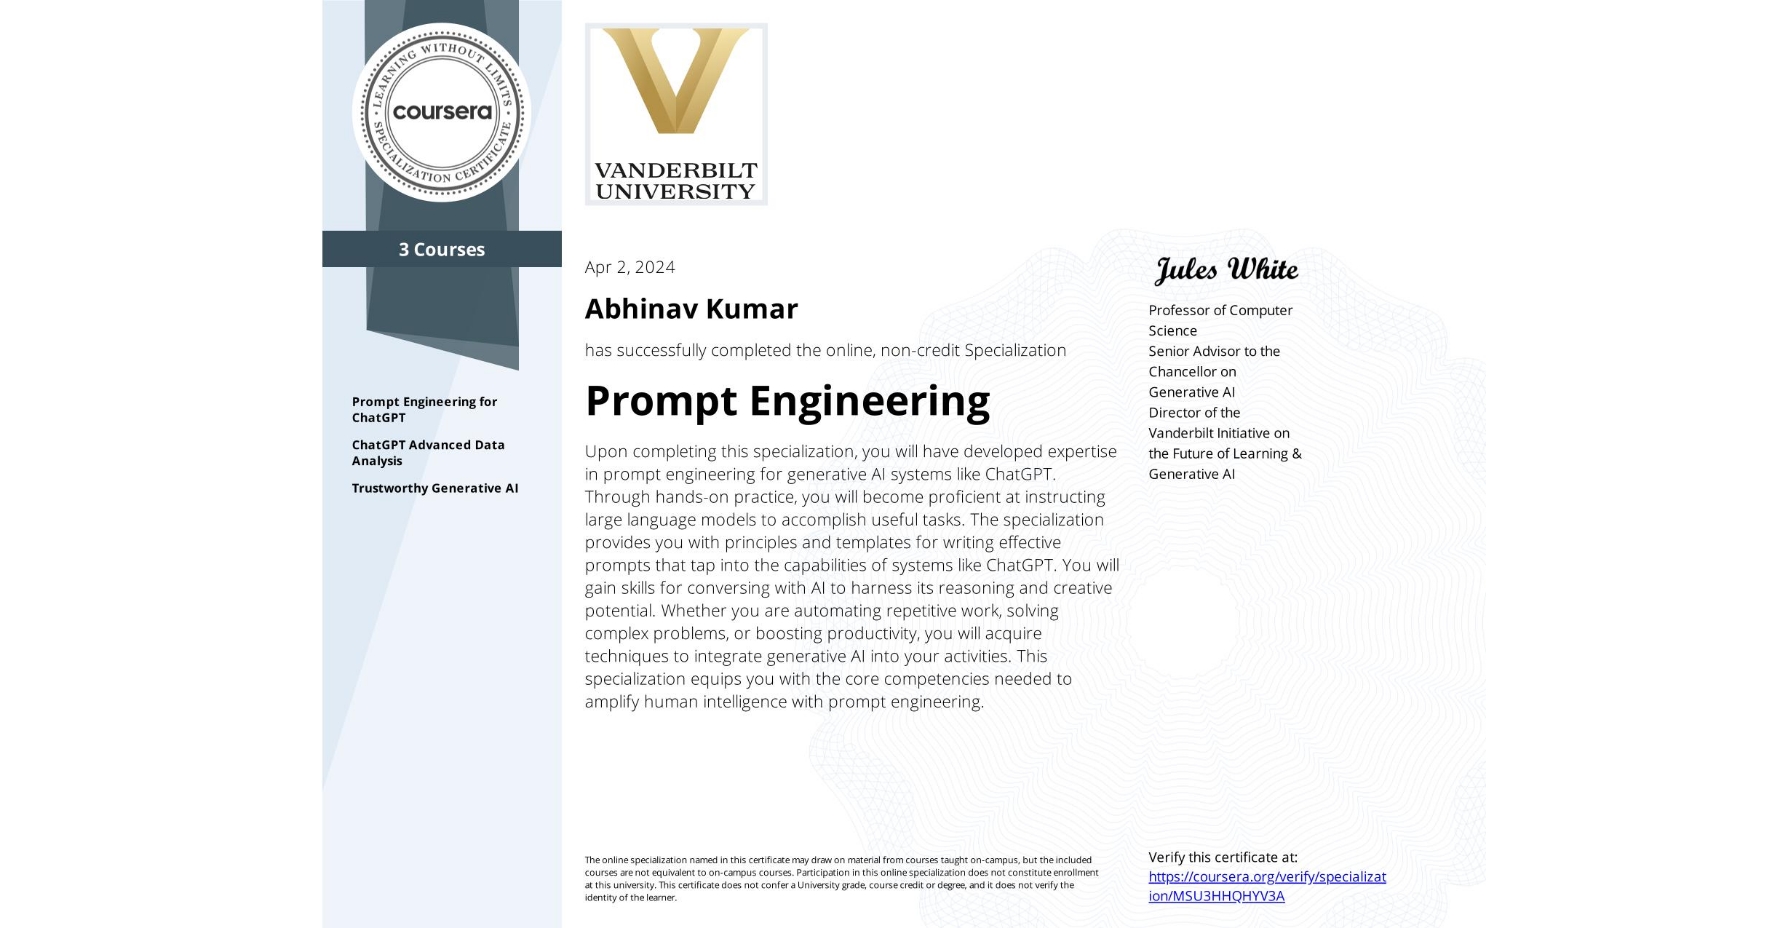 LEARNING WITHOUT LIMITS
coursera
SPECIALIZATION CERTIFICATE
3 Courses
Prompt Engineering for
ChatGPT
ChatGPT Advanced Data
Analysis
Trustworthy Generative AI
VANDERBILT
UNIVERSITY
Apr 2, 2024
Abhinav Kumar
has successfully completed the online, non-credit Specialization
Prompt Engineering
Upon completing this specialization, you will have developed expertise
in prompt engineering for generative AI systems like ChatGPT.
Through hands-on practice, you will become proficient at instructing
large language models to accomplish useful tasks. The specialization
provides you with principles and templates for writing effective
prompts that tap into the capabilities of systems like ChatGPT. You will
gain skills for conversing with AI to harness its reasoning and creative
potential. Whether you are automating repetitive work, solving
complex problems, or boosting productivity, you will acquire
techniques to integrate generative AI into your activities. This
specialization equips you with the core competencies needed to
amplify human intelligence with prompt engineering.
Jules White
Professor of Computer
Science
Senior Advisor to the
Chancellor on
Generative AI
Director of the
Vanderbilt Initiative on
the Future of Learning &
Generative AI
The online specialization named in this certificate may draw on material from courses taught on-campus, but the included
courses are not equivalent to on-campus courses. Participation in this online specialization does not constitute enrollment
at this university. This certificate does not confer a University grade, course credit or degree, and it does not verify the
identity of the learner.
Verify this certificate at:
https://coursera.org/verify/specializat
ion/MSU3HHQHYV3A